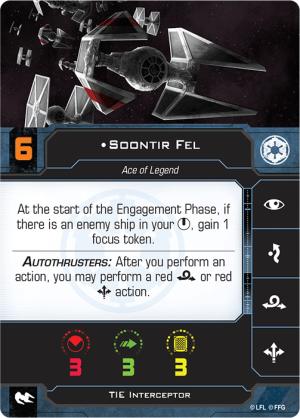 •Soontir Fel
6
Ace of Legend
At the start of the Engagement Phase, if
there is an enemy ship in your , gain 1
focus token.
Autothrusters: After you perform an
action, you may perform a red or red
action.
3 3 3
TIE Interceptor
©LFL ©FFG